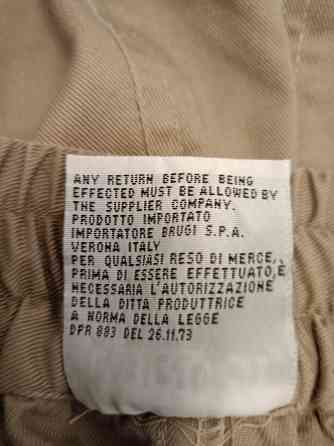 ANY RETURN BEFORE BEING
EFFECTED MUST BE ALLOWED BY
THE SUPPLIER COMPANY.
PRODOTTO IMPORTATO
IMPORTATORE BRUGI S.P.A.
VERONA ITALY
PER QUALSIASI RESO DI MERCE,
PRIMA DI ESSERE EFFETTUATO,È
NECESSARIA L'AUTORIZZAZIONE
DELLA DITTA PRODUTTRICE
A NORMA DELLA LEGGE
DPR 883 DEL 26.11.73